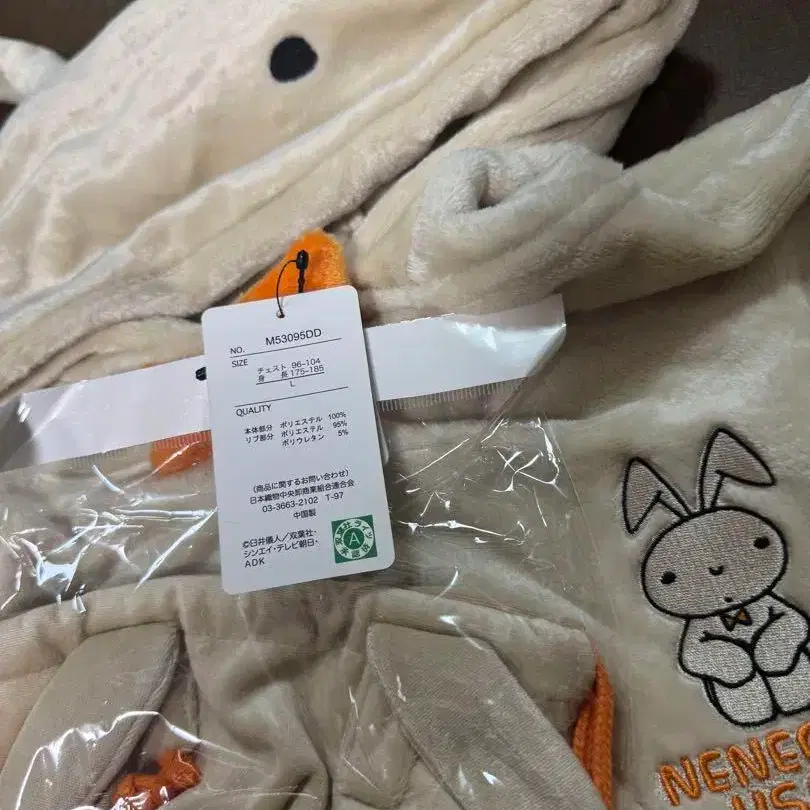 NO. M53095DD
SIZE
チェスト 96-104
身 長 175-185
L
QUALITY
本体部分 ポリエステル 100%
リブ部分 ポリエステル 95%
ポリウレタン 5%
(商品に関するお問い合わせ)
日本織物中央卸商業組合連合会
03-3663-2102 T-97
中国製
©臼井儀人/双葉社・
シンエイ・テレビ朝日・
ADK
A
NENE